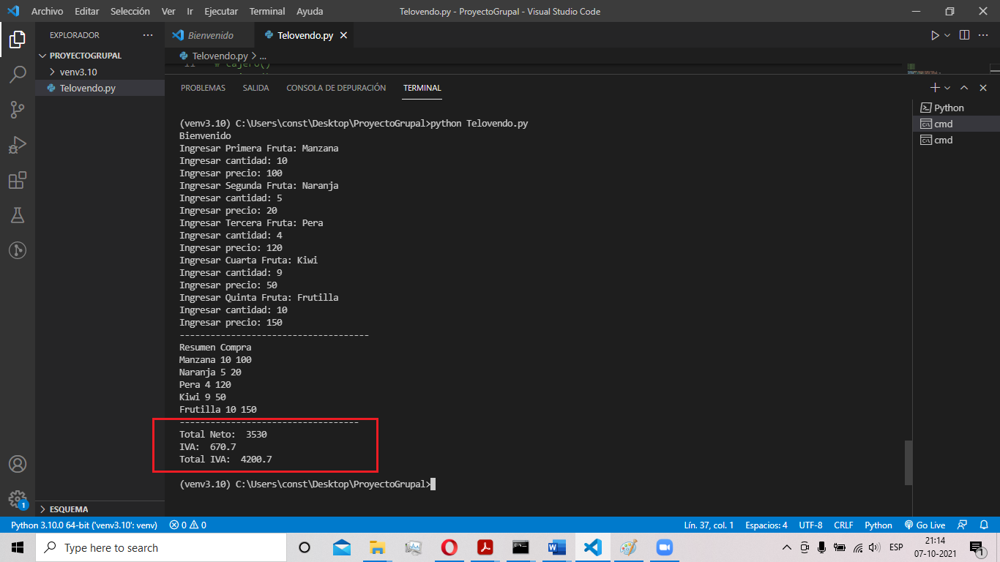 Archivo Editar Selección Ver Ir Ejecutar Terminal Ayuda
Telovendo.py - ProyectoGrupal - Visual Studio Code
EXPLORADOR
PROYECTOGRUPAL
venv3.10
Telovendo.py
ESQUEMA
Bienvenido
Telovendo.py
Telovendo.py > ...
11 # cajero()
PROBLEMAS SALIDA CONSOLA DE DEPURACIÓN TERMINAL
(venv3.10) C:\Users\const\Desktop\ProyectoGrupal>python Telovendo.py
Bienvenido
Ingresar Primera Fruta: Manzana
Ingresar cantidad: 10
Ingresar precio: 100
Ingresar Segunda Fruta: Naranja
Ingresar cantidad: 5
Ingresar precio: 20
Ingresar Tercera Fruta: Pera
Ingresar cantidad: 4
Ingresar precio: 120
Ingresar Cuarta Fruta: Kiwi
Ingresar cantidad: 9
Ingresar precio: 50
Ingresar Quinta Fruta: Frutilla
Ingresar cantidad: 10
Ingresar precio: 150
-------------------------------------
Resumen Compra
Manzana 10 100
Naranja 5 20
Pera 4 120
Kiwi 9 50
Frutilla 10 150
-----------------------------------
Total Neto:  3530
IVA:  670.7
Total IVA:  4200.7
(venv3.10) C:\Users\const\Desktop\ProyectoGrupal>
Python
cmd
cmd
1
Python 3.10.0 64-bit ('venv3.10': venv) 0 0
Lín. 37, col. 1 Espacios: 4 UTF-8 CRLF Python Go Live
Type here to search
ESP
21:14
07-10-2021
1